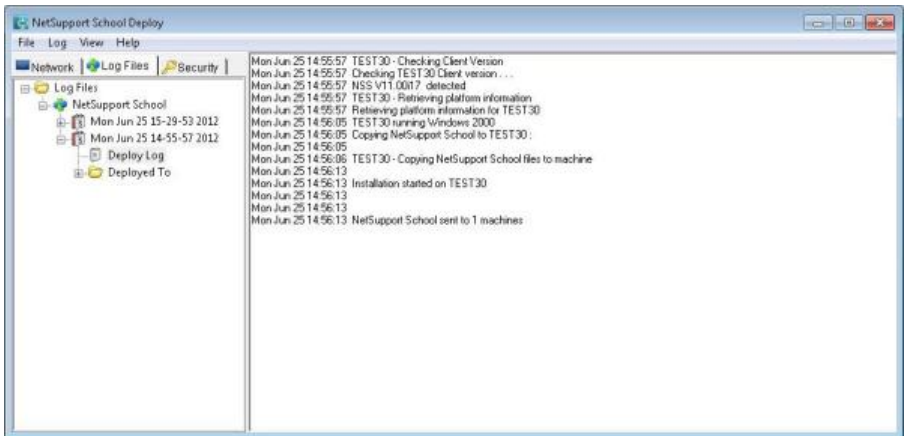 NetSupport School Deploy
File Log View Help
Network Log Files Security
Log Files
NetSupport School
Mon Jun 25 15-29-53 2012
Mon Jun 25 14-55-57 2012
Deploy Log
Deployed To
Mon Jun 25 14:55:57 TEST30 - Checking Client Version
Mon Jun 25 14:55:57 Checking TEST30 Client version . . .
Mon Jun 25 14:55:57 NSS V11.00i17 detected
Mon Jun 25 14:55:57 TEST30 - Retrieving platform information
Mon Jun 25 14:55:57 Retrieving platform information for TEST30
Mon Jun 25 14:56:05 TEST30 running Windows 2000
Mon Jun 25 14:56:05 Copying NetSupport School to TEST30 :
Mon Jun 25 14:56:05
Mon Jun 25 14:56:06 TEST30 - Copying NetSupport School files to machine
Mon Jun 25 14:56:13
Mon Jun 25 14:56:13 Installation started on TEST30
Mon Jun 25 14:56:13
Mon Jun 25 14:56:13
Mon Jun 25 14:56:13 NetSupport School sent to 1 machines